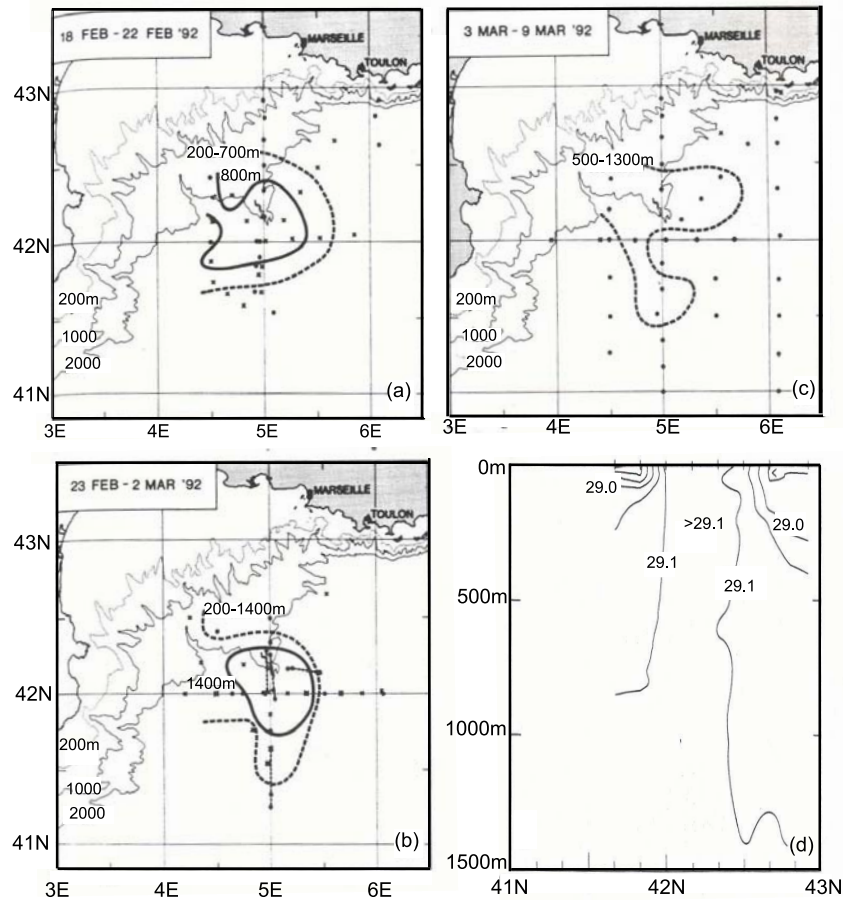 18 FEB - 22 FEB '92
MARSEILLE
TOULON
43N
200-700m
800m
42N
200m
1000
2000
41N
(a)
3E 4E 5E 6E
3 MAR - 9 MAR '92
MARSEILLE
TOULON
500-1300m
200m
1000
2000
(c)
3E 4E 5E 6E
23 FEB - 2 MAR '92
MARSEILLE
TOULON
43N
200-1400m
1400m
42N
200m
1000
2000
41N
(b)
3E 4E 5E 6E
0m
29.0
>29.1
29.0
29.1
29.1
500m
1000m
1500m
(d)
41N 42N 43N